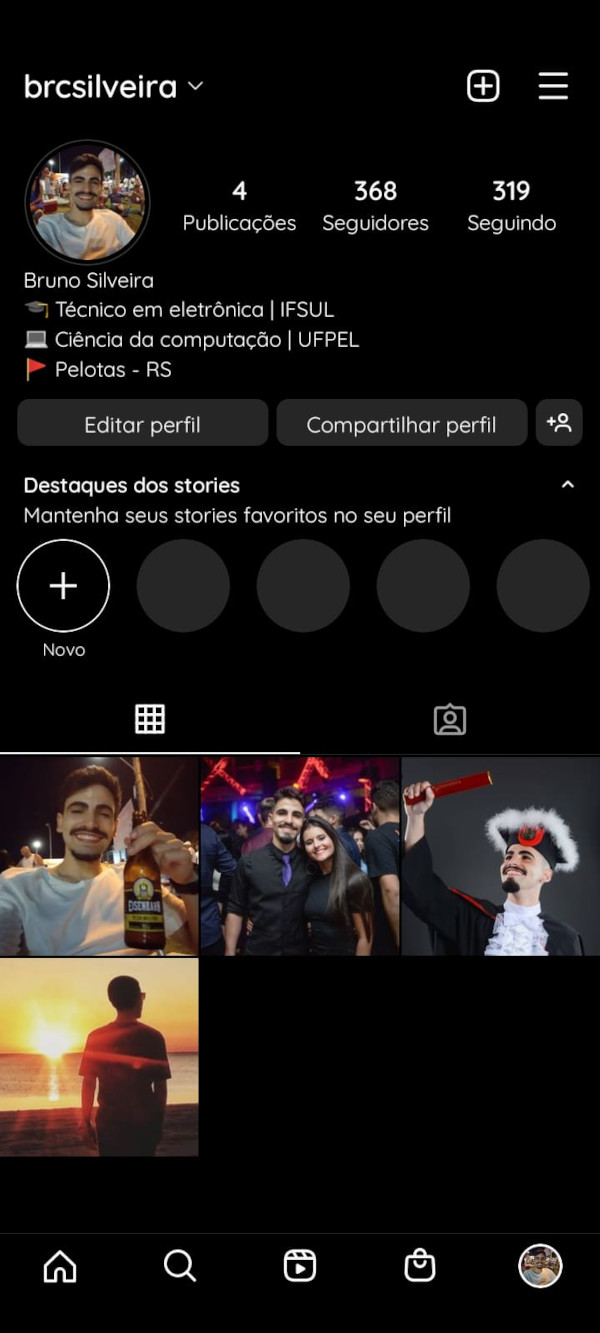 brcsilveira
4 368 319
Publicações Seguidores Seguindo
Bruno Silveira
Técnico em eletrônica | IFSUL
Ciência da computação | UFPEL
Pelotas - RS
Editar perfil Compartilhar perfil
Destaques dos stories
Mantenha seus stories favoritos no seu perfil
Novo
EISENBAHN